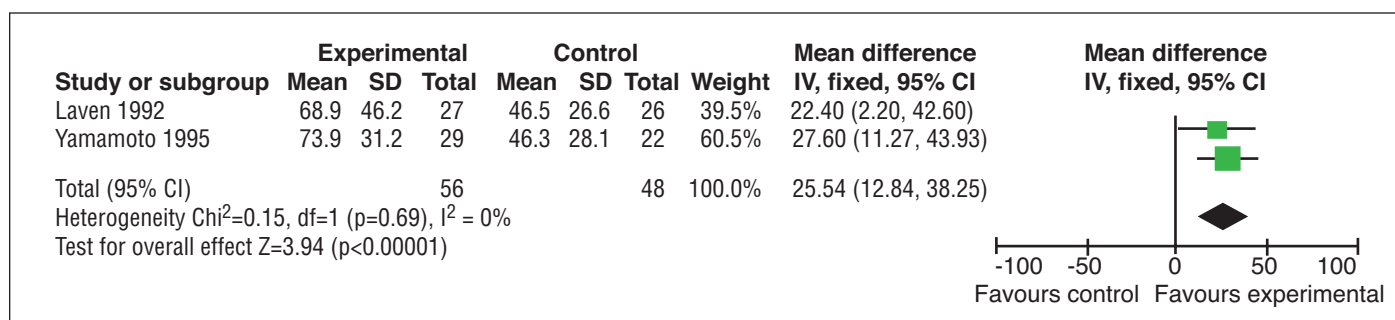 Experimental Control Mean difference Mean difference
Study or subgroup Mean SD Total Mean SD Total Weight IV, fixed, 95% CI IV, fixed, 95% CI
Laven 1992 68.9 46.2 27 46.5 26.6 26 39.5% 22.40 (2.20, 42.60)
Yamamoto 1995 73.9 31.2 29 46.3 28.1 22 60.5% 27.60 (11.27, 43.93)
Total (95% CI) 56 48 100.0% 25.54 (12.84, 38.25)
Heterogeneity Chi²=0.15, df=1 (p=0.69), I² = 0%
Test for overall effect Z=3.94 (p<0.00001)
-100 -50 0 50 100
Favours control Favours experimental